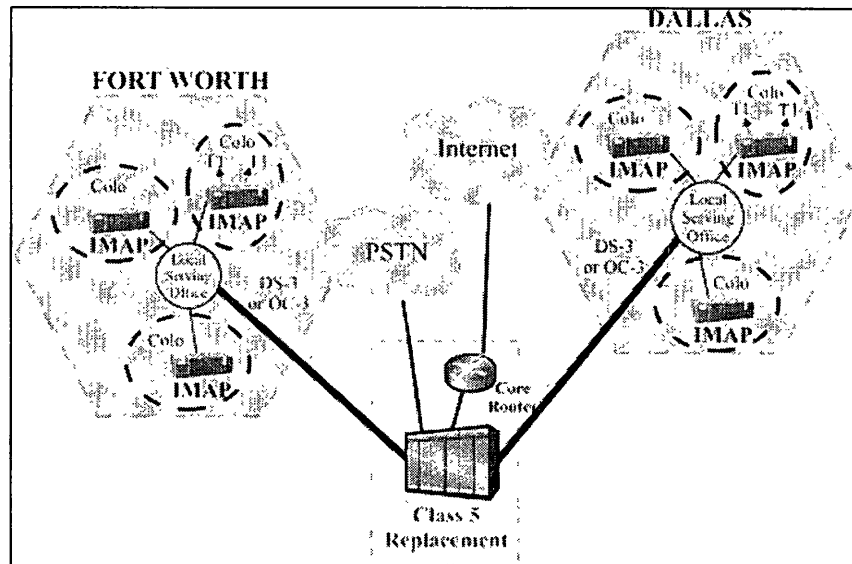 DALLAS
FORT WORTH
Colo
T1 T1
Colo
IMAP
IMAP
Local
Serving
Office
Colo
IMAP
DS-3
or OC-3
Internet
PSTN
Colo
T1 T1
Colo
IMAP
IMAP
Local
Serving
Office
DS-3
or OC-3
Colo
IMAP
Core
Router
Class 5
Replacement